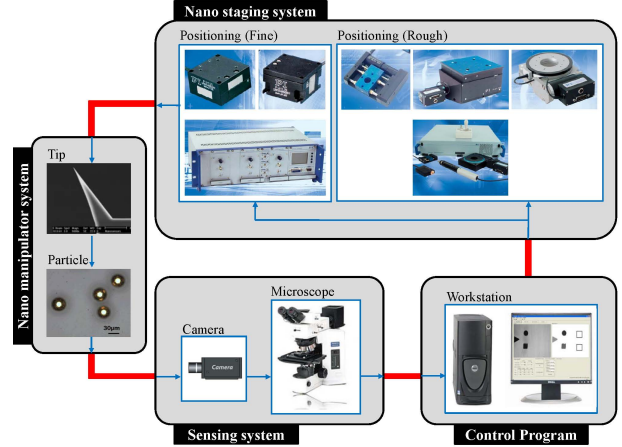 Nano staging system
Positioning (Fine)
Positioning (Rough)
Nano manipulator system
Tip
Particle
30μm
Microscope
Camera
Camera
Workstation
Sensing system
Control Program